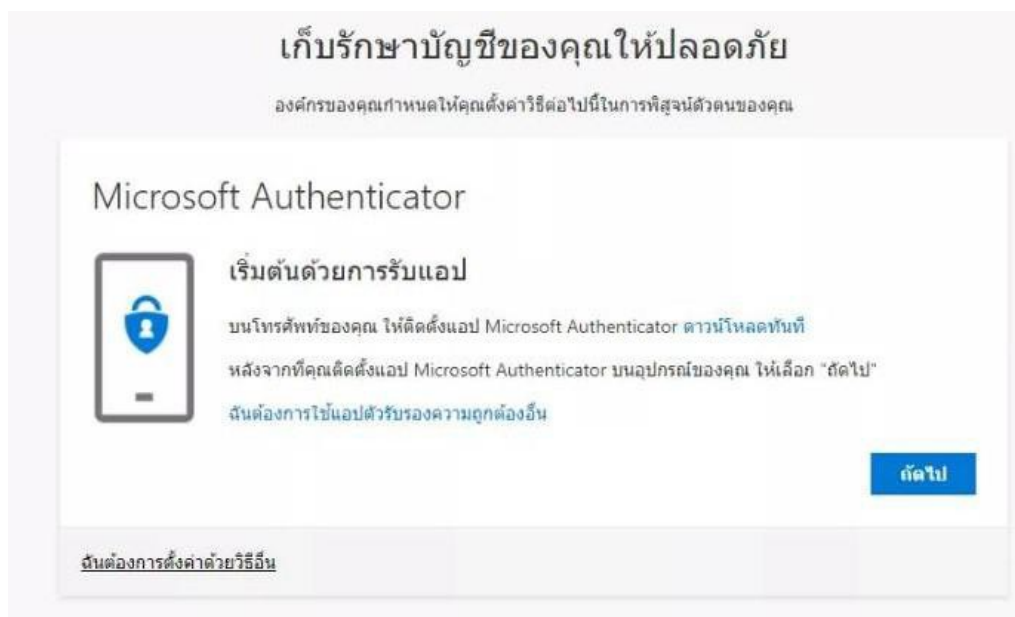 เก็บรักษาบัญชีของคุณให้ปลอดภัย
องค์กรของคุณกำหนดให้คุณตั้งค่าวิธีต่อไปนี้ในการพิสูจน์ตัวตนของคุณ
Microsoft Authenticator
เริ่มต้นด้วยการรับแอป
บนโทรศัพท์ของคุณ ให้ติดตั้งแอป Microsoft Authenticator ดาวน์โหลดทันที
หลังจากที่คุณติดตั้งแอป Microsoft Authenticator บนอุปกรณ์ของคุณ ให้เลือก "ถัดไป"
ฉันต้องการใช้แอปตัวรับรองความถูกต้องอื่น
ถัดไป
ฉันต้องการตั้งค่าด้วยวิธีอื่น